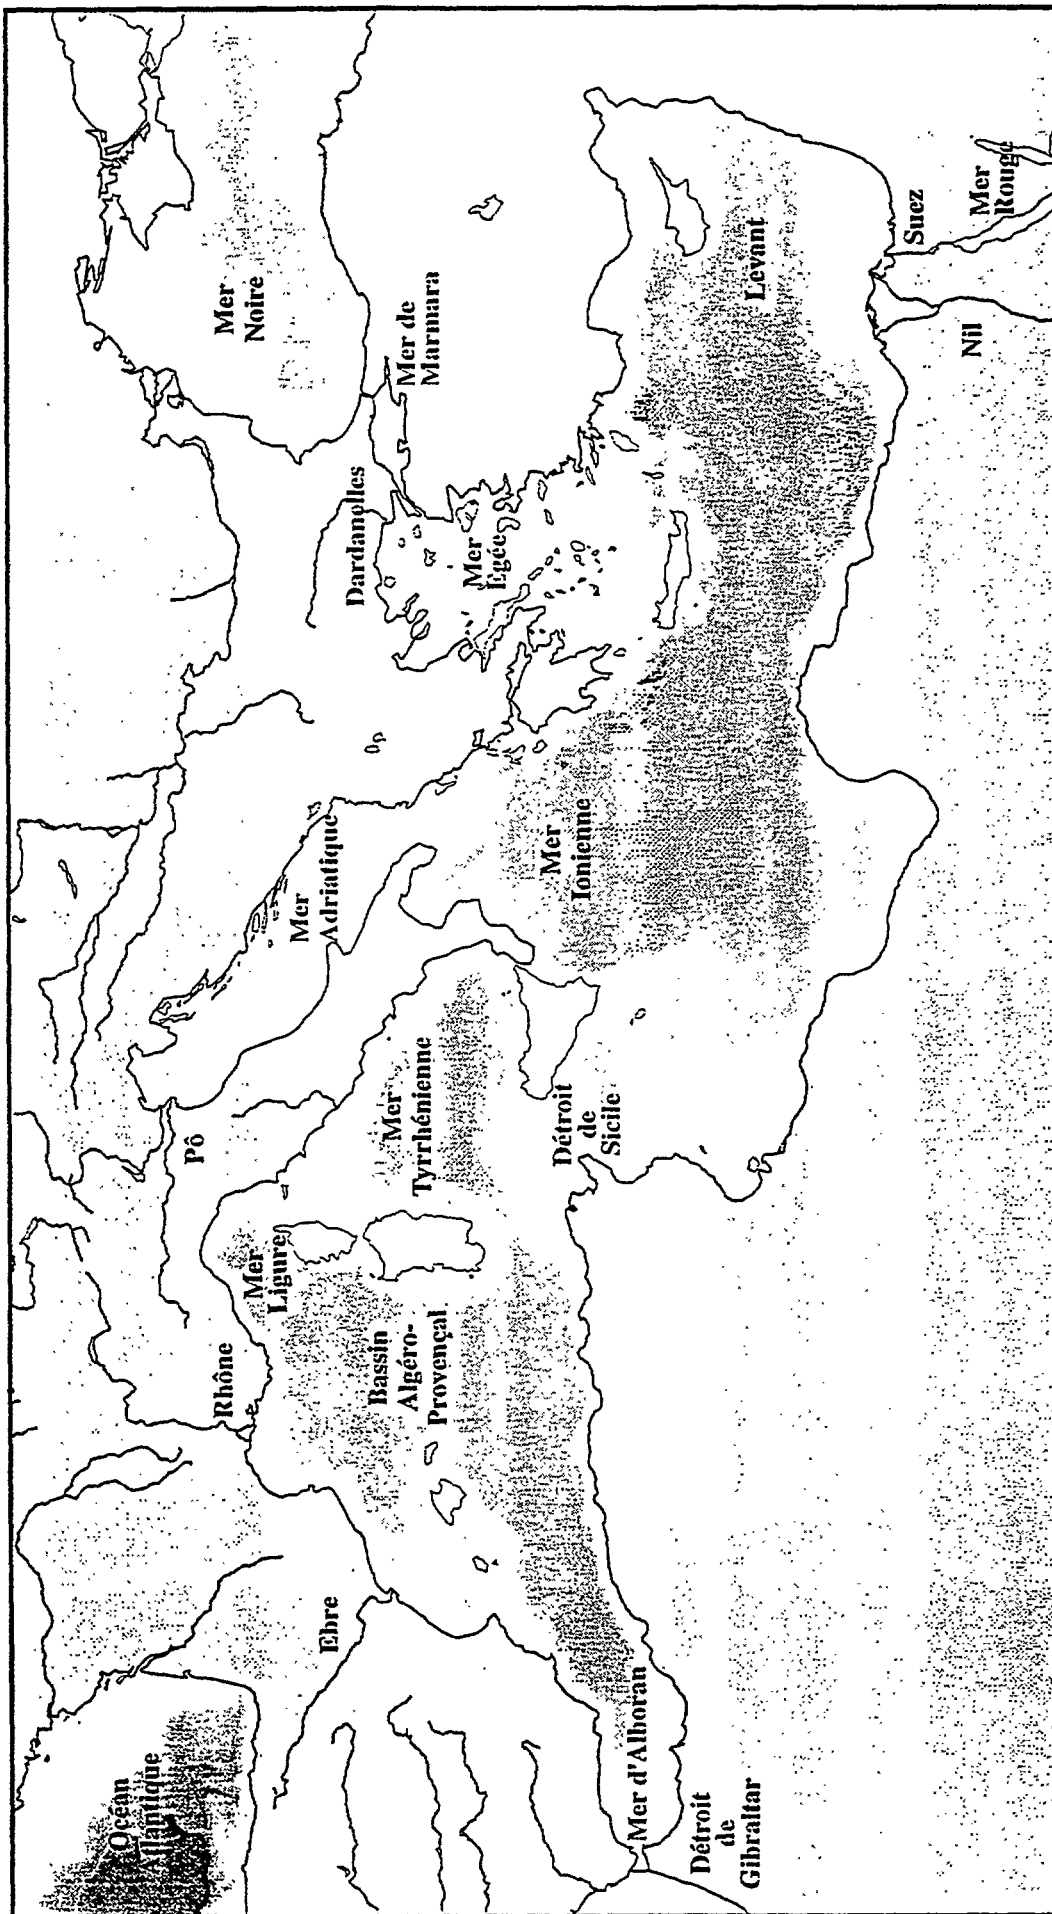 Océan
Atlantique
Ebre
Rhône
Pô
Mer
Ligure
Bassin
Algéro-
Provençal
Mer d'Alboran
Détroit
de
Gibraltar
Mer
Tyrrhénienne
Détroit
de
Sicile
Mer
Adriatique
Mer
Ionienne
Dardanelles
Mer
Egée
Mer
Noire
Mer de
Marmara
Levant
Nil
Suez
Mer
Rouge